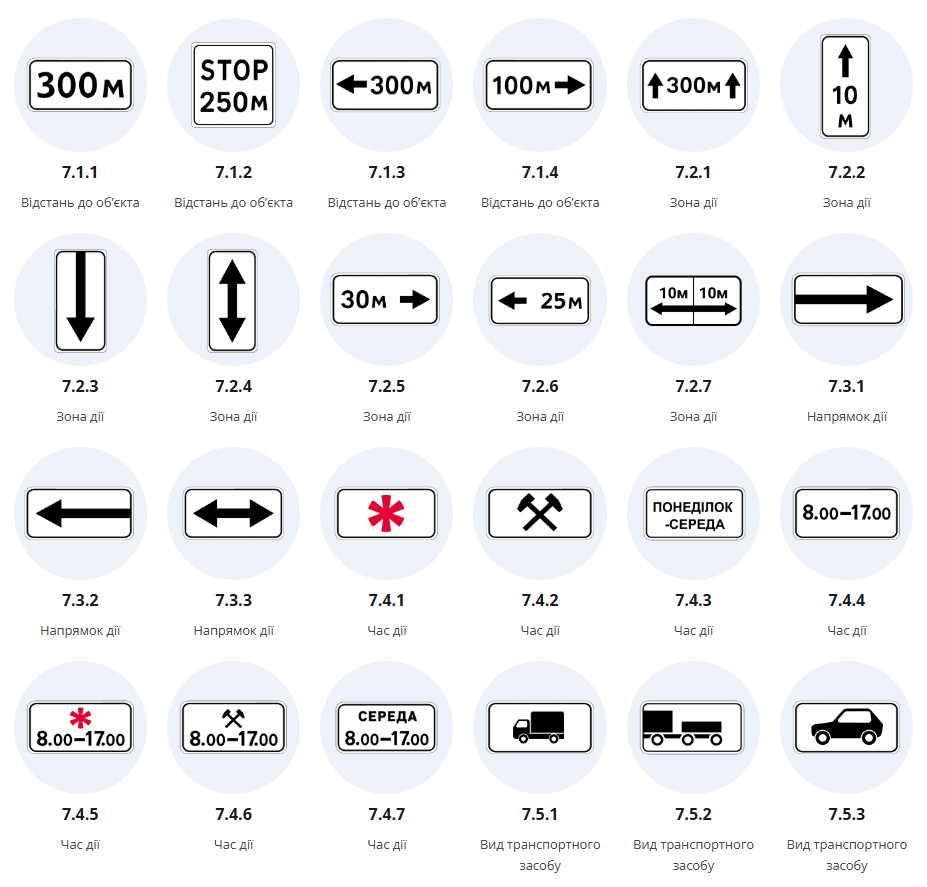 300 м
STOP
250 м
300 м
100 м
300 м
10
м
7.1.1
7.1.2
7.1.3
7.1.4
7.2.1
7.2.2
Відстань до об’єкта
Відстань до об’єкта
Відстань до об’єкта
Відстань до об’єкта
Зона дії
Зона дії
30 м
25 м
10м
10м
7.2.3
7.2.4
7.2.5
7.2.6
7.2.7
7.3.1
Зона дії
Зона дії
Зона дії
Зона дії
Зона дії
Напрямок дії
ПОНЕДІЛОК
-СЕРЕДА
8.00–17.00
7.3.2
7.3.3
7.4.1
7.4.2
7.4.3
7.4.4
Напрямок дії
Напрямок дії
Час дії
Час дії
Час дії
Час дії
8.00–17.00
8.00–17.00
СЕРЕДА
8.00–17.00
7.4.5
7.4.6
7.4.7
7.5.1
7.5.2
7.5.3
Час дії
Час дії
Час дії
Вид транспортного
засобу
Вид транспортного
засобу
Вид транспортного
засобу